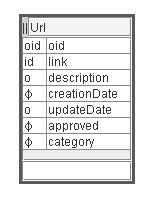 Url
oid oid
id link
o description
ϕ creationDate
o updateDate
ϕ approved
ϕ category